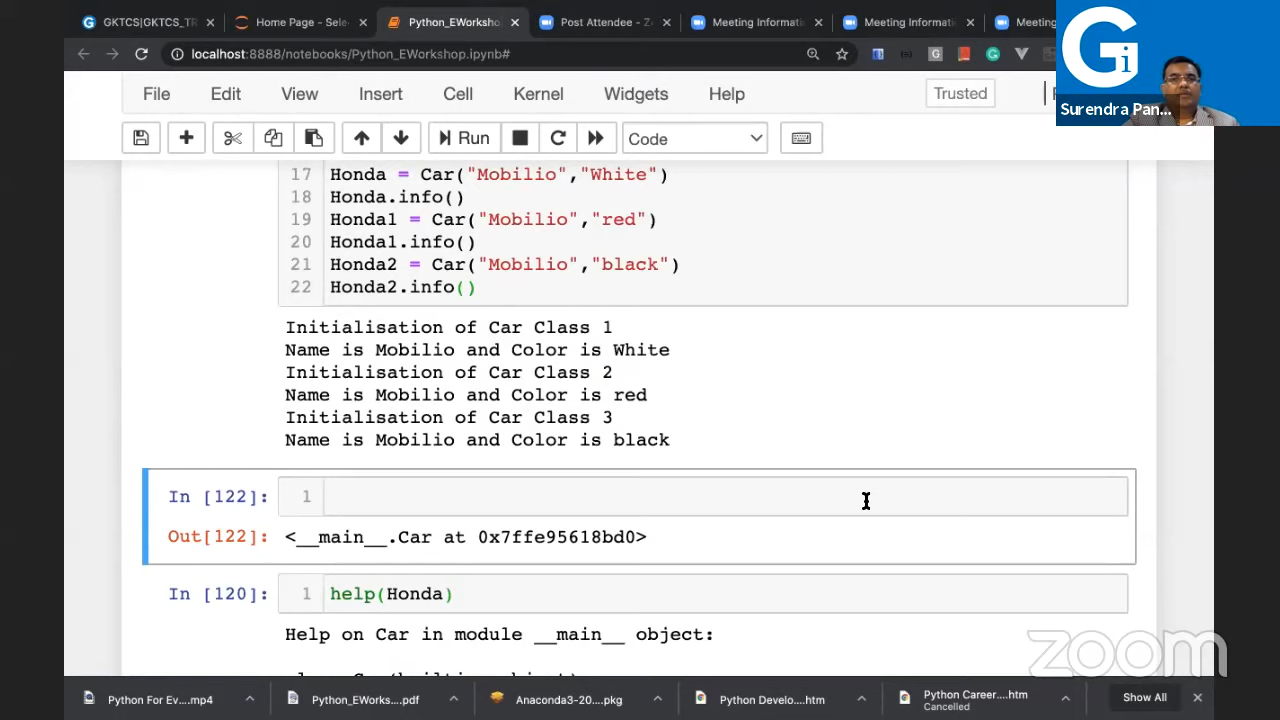 GKTCS|GKTCS_TR
Home Page - Sele
Python_EWorksho
Post Attendee - Z
Meeting Informati
Meeting Informati
Meeting
localhost:8888/notebooks/Python_EWorkshop.ipynb#
Gi
Surendra Pan...
File Edit View Insert Cell Kernel Widgets Help Trusted
Run Code
17 Honda = Car("Mobilio","White")
18 Honda.info()
19 Honda1 = Car("Mobilio","red")
20 Honda1.info()
21 Honda2 = Car("Mobilio","black")
22 Honda2.info()
Initialisation of Car Class 1
Name is Mobilio and Color is White
Initialisation of Car Class 2
Name is Mobilio and Color is red
Initialisation of Car Class 3
Name is Mobilio and Color is black
In [122]: 1
Out[122]: <__main__.Car at 0x7ffe95618bd0>
In [120]: 1 help(Honda)
Help on Car in module __main__ object:
zoom
Python For Ev....mp4
Python_EWorks....pdf
Anaconda3-20....pkg
Python Develo....htm
Python Career....htm
Cancelled
Show All